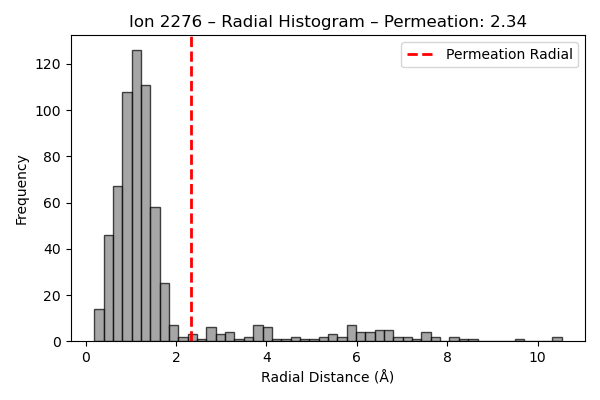 Ion 2276 – Radial Histogram – Permeation: 2.34
Permeation Radial
Frequency
120
100
80
60
40
20
0
0 2 4 6 8 10
Radial Distance (Å)